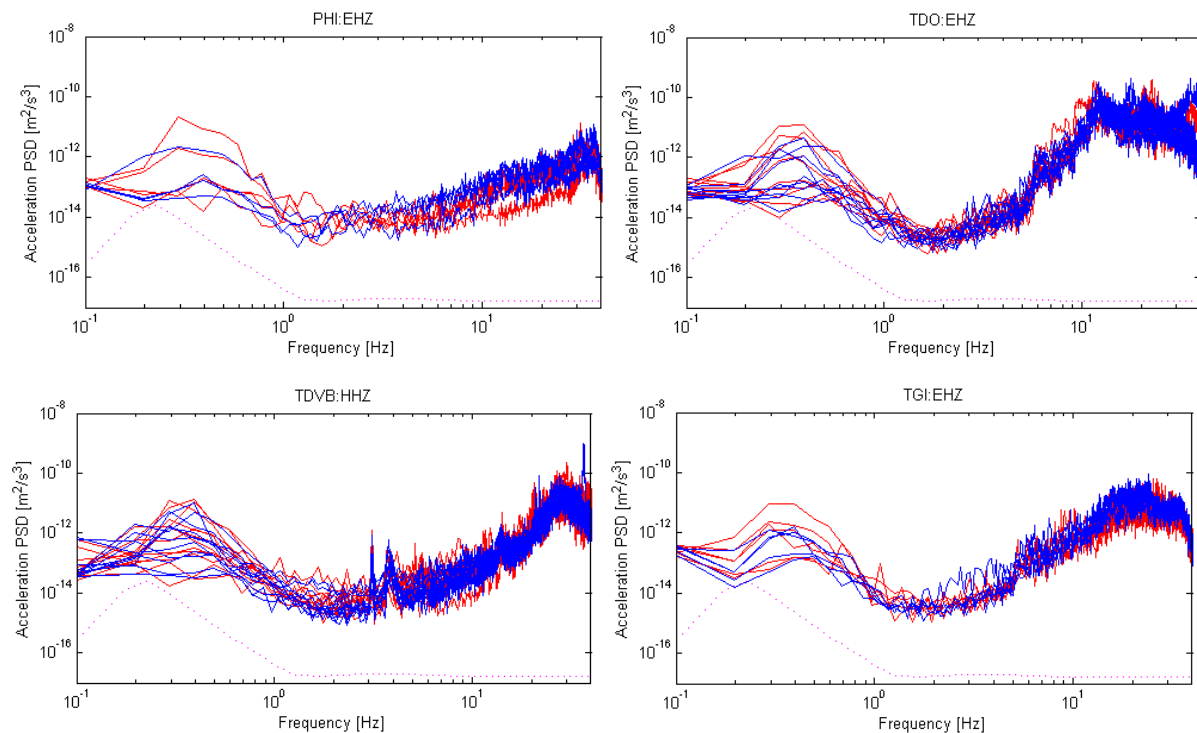 PHI:EHZ
10^-8
10^-10
10^-12
10^-14
10^-16
Acceleration PSD [m^2/s^3]
10^-1
10^0
10^1
Frequency [Hz]
TDO:EHZ
10^-8
10^-10
10^-12
10^-14
10^-16
Acceleration PSD [m^2/s^3]
10^-1
10^0
10^1
Frequency [Hz]
TDVB:HHZ
10^-8
10^-10
10^-12
10^-14
10^-16
Acceleration PSD [m^2/s^3]
10^-1
10^0
10^1
Frequency [Hz]
TGI:EHZ
10^-8
10^-10
10^-12
10^-14
10^-16
Acceleration PSD [m^2/s^3]
10^-1
10^0
10^1
Frequency [Hz]